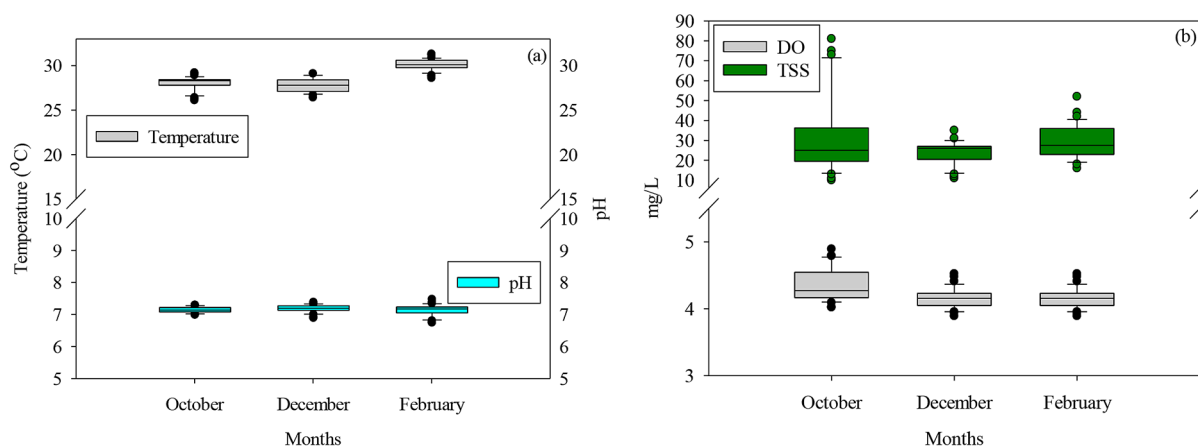 (a)
30
25
20
15
10
9
8
7
6
5
Temperature (°C)
Temperature
pH
30
25
20
15
10
9
8
7
6
5
pH
October
December
February
Months
(b)
90
80
70
60
50
40
30
20
10
5
4
3
mg/L
DO
TSS
October
December
February
Months